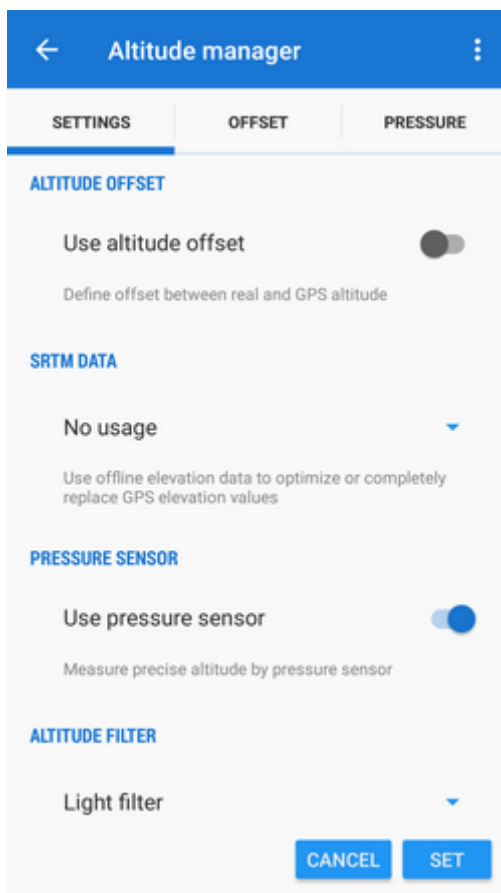 Altitude manager
SETTINGS OFFSET PRESSURE
ALTITUDE OFFSET
Use altitude offset
Define offset between real and GPS altitude
SRTM DATA
No usage
Use offline elevation data to optimize or completely
replace GPS elevation values
PRESSURE SENSOR
Use pressure sensor
Measure precise altitude by pressure sensor
ALTITUDE FILTER
Light filter
CANCEL SET